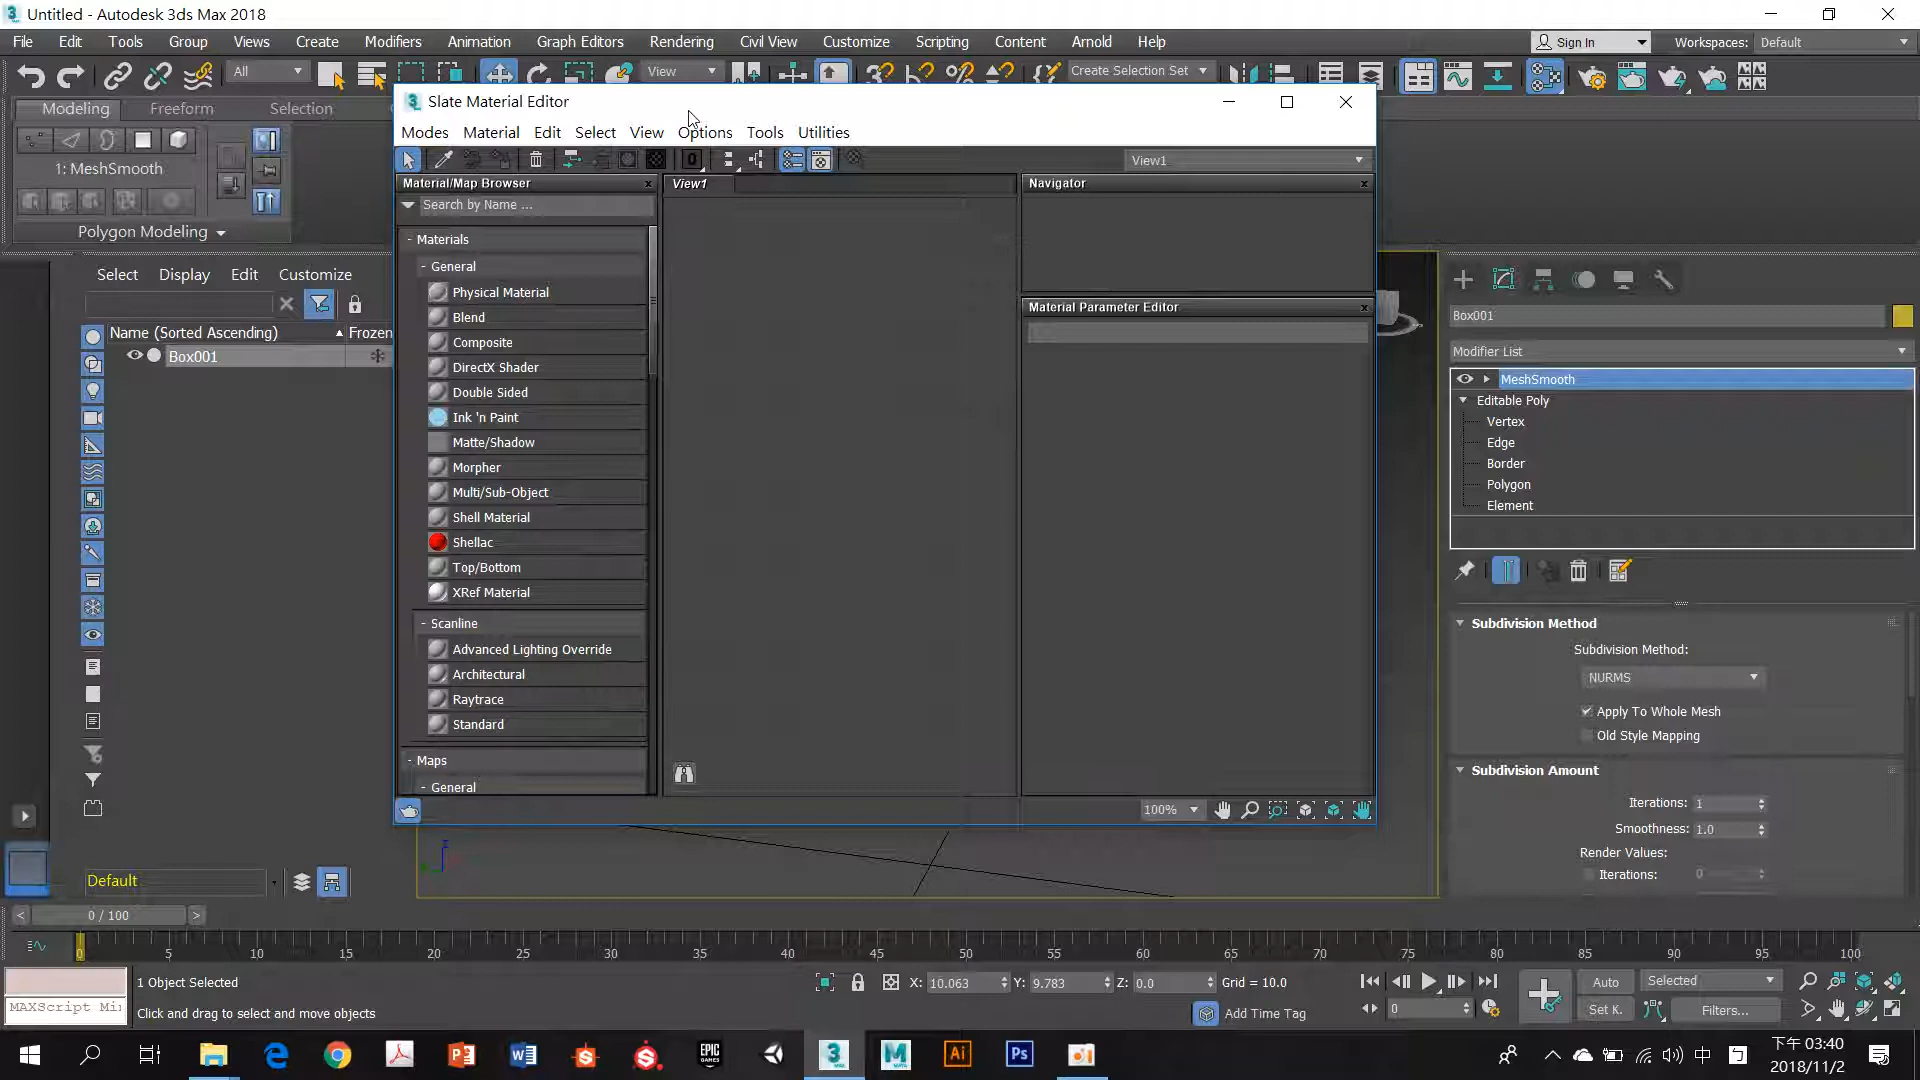 Untitled - Autodesk 3ds Max 2018
File Edit Tools Group Views Create Modifiers Animation Graph Editors Rendering Civil View Customize Scripting Content Arnold Help
Sign In Workspaces: Default
All View Create Selection Set
Modeling Freeform Selection
1: MeshSmooth
Polygon Modeling
Slate Material Editor
Modes Material Edit Select View Options Tools Utilities
0
View1
Material/Map Browser
Search by Name ...
- Materials
- General
Physical Material
Blend
Composite
DirectX Shader
Double Sided
Ink 'n Paint
Matte/Shadow
Morpher
Multi/Sub-Object
Shell Material
Shellac
Top/Bottom
XRef Material
- Scanline
Advanced Lighting Override
Architectural
Raytrace
Standard
- Maps
- General
View1
Navigator
Material Parameter Editor
100%
Select Display Edit Customize
Name (Sorted Ascending) Frozen
Box001
Default
Box001
Modifier List
MeshSmooth
Editable Poly
Vertex
Edge
Border
Polygon
Element
Subdivision Method
Subdivision Method:
NURMS
Apply To Whole Mesh
Old Style Mapping
Subdivision Amount
Iterations: 1
Smoothness: 1.0
Render Values:
Iterations: 0
z
< 0 / 100 >
0 5 10 15 20 25 30 35 40 45 50 55 60 65 70 75 80 85 90 95 100
1 Object Selected
X: 10.063 Y: 9.783 Z: 0.0 Grid = 10.0
Auto Selected
MAXScript Mi
Click and drag to select and move objects
Add Time Tag
0
Set K. Filters...
EPIC GAMES
3
M
Ai
Ps
中
下午 03:40
2018/11/2